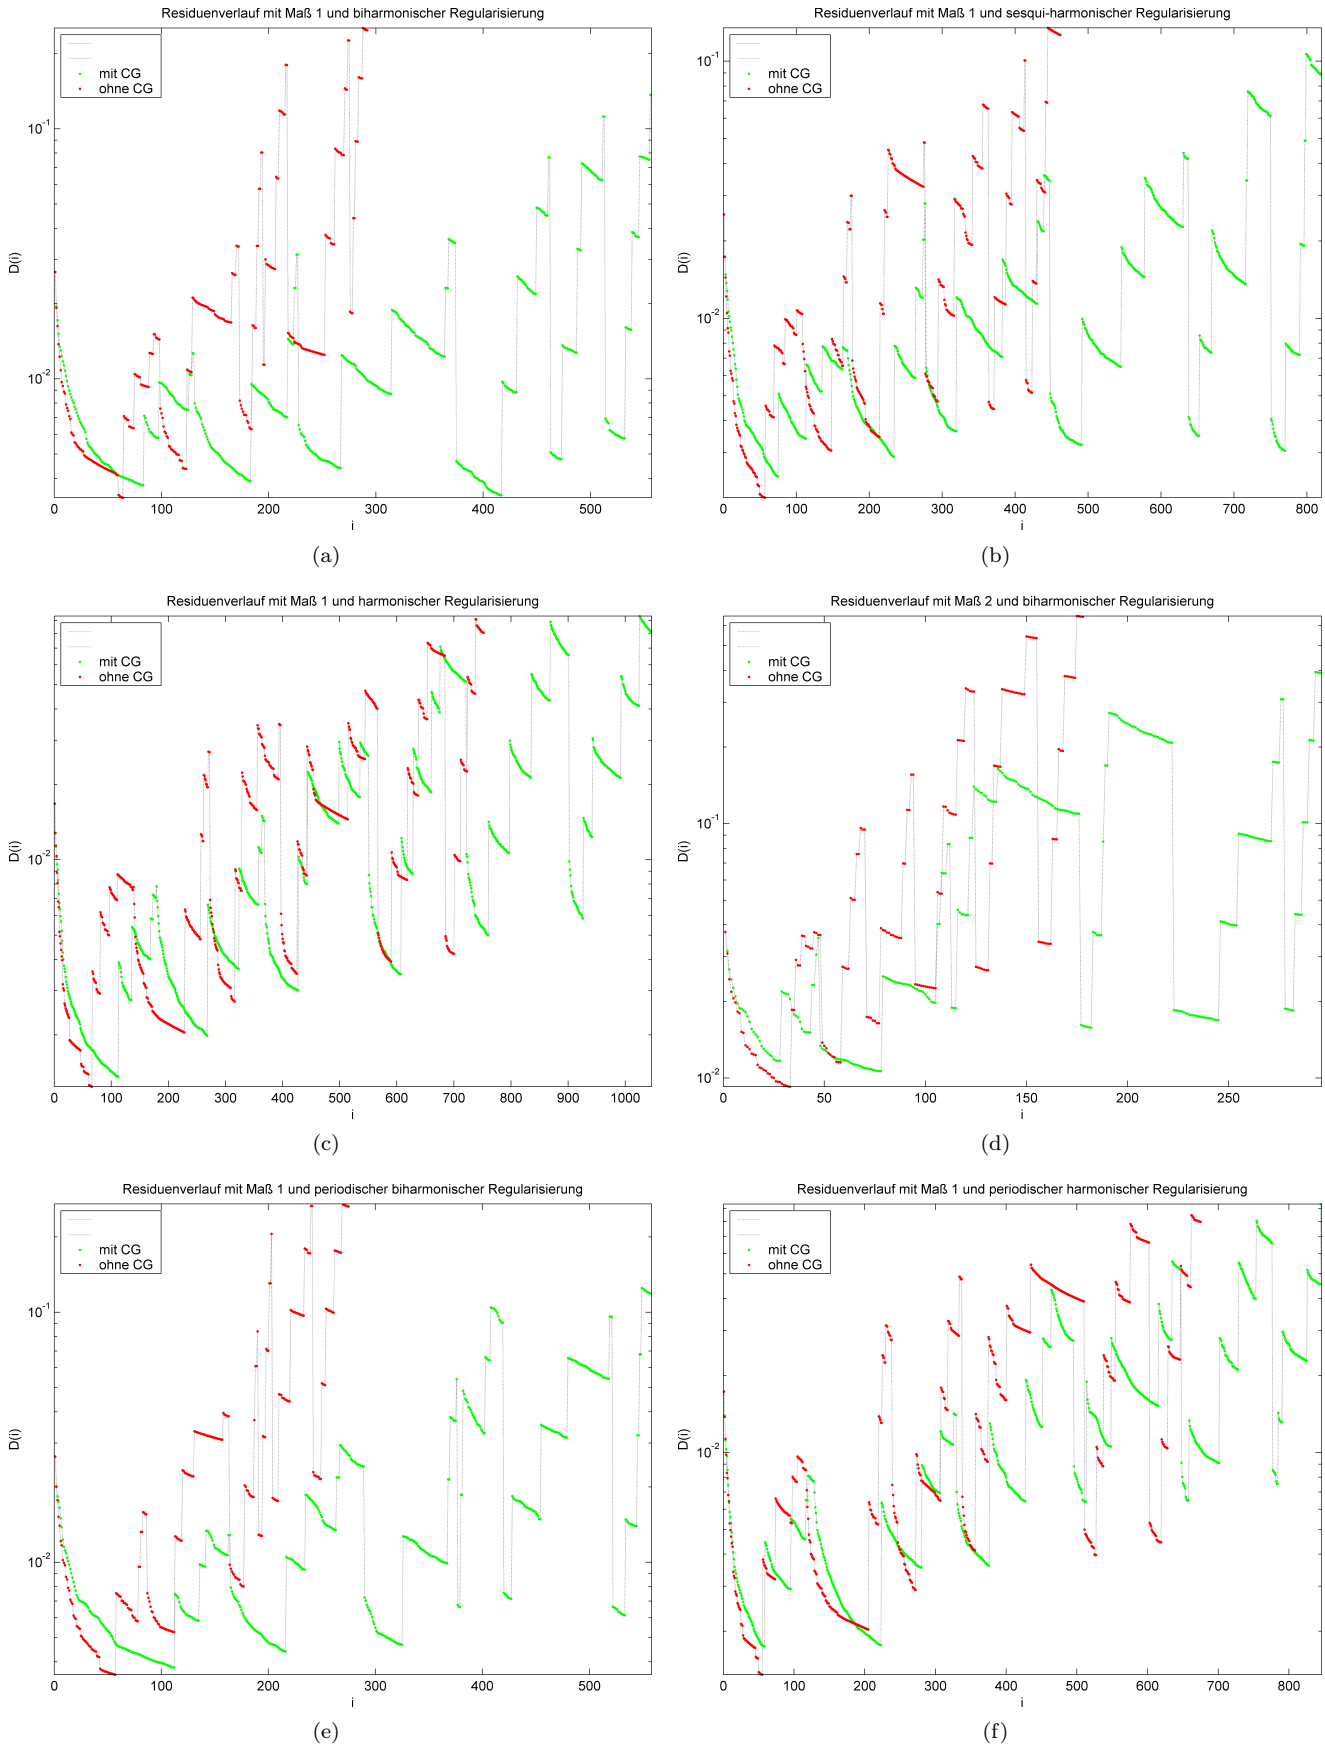 Residuenverlauf mit Maß 1 und biharmonischer Regularisierung
mit CG
ohne CG
10^-1
10^-2
D(i)
0 100 200 300 400 500
i
(a)
Residuenverlauf mit Maß 1 und sesqui-harmonischer Regularisierung
mit CG
ohne CG
10^-1
10^-2
D(i)
0 100 200 300 400 500 600 700 800
i
(b)
Residuenverlauf mit Maß 1 und harmonischer Regularisierung
mit CG
ohne CG
10^-2
D(i)
0 100 200 300 400 500 600 700 800 900 1000
i
(c)
Residuenverlauf mit Maß 2 und biharmonischer Regularisierung
mit CG
ohne CG
10^-1
10^-2
D(i)
0 50 100 150 200 250
i
(d)
Residuenverlauf mit Maß 1 und periodischer biharmonischer Regularisierung
mit CG
ohne CG
10^-1
10^-2
D(i)
0 100 200 300 400 500
i
(e)
Residuenverlauf mit Maß 1 und periodischer harmonischer Regularisierung
mit CG
ohne CG
10^-2
D(i)
0 100 200 300 400 500 600 700 800
i
(f)